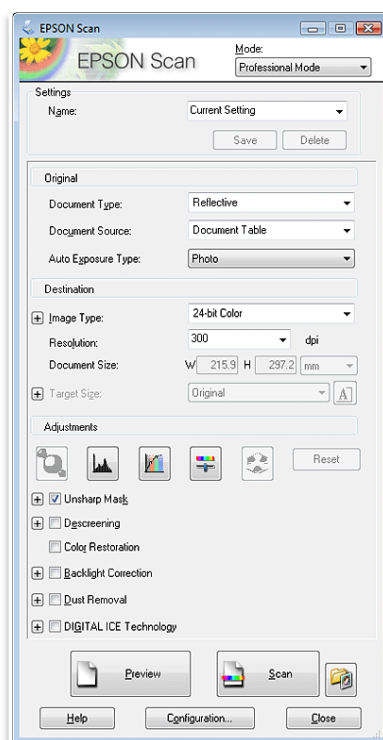 EPSON Scan
EPSON Scan
Mode:
Professional Mode
Settings
Name: Current Setting
Save Delete
Original
Document Type: Reflective
Document Source: Document Table
Auto Exposure Type: Photo
Destination
Image Type: 24-bit Color
Resolution: 300 dpi
Document Size: W 215.9 H 297.2 mm
Target Size: Original A
Adjustments
Reset
Unsharp Mask
Descreening
Color Restoration
Backlight Correction
Dust Removal
DIGITAL ICE Technology
Preview Scan
Help Configuration... Close